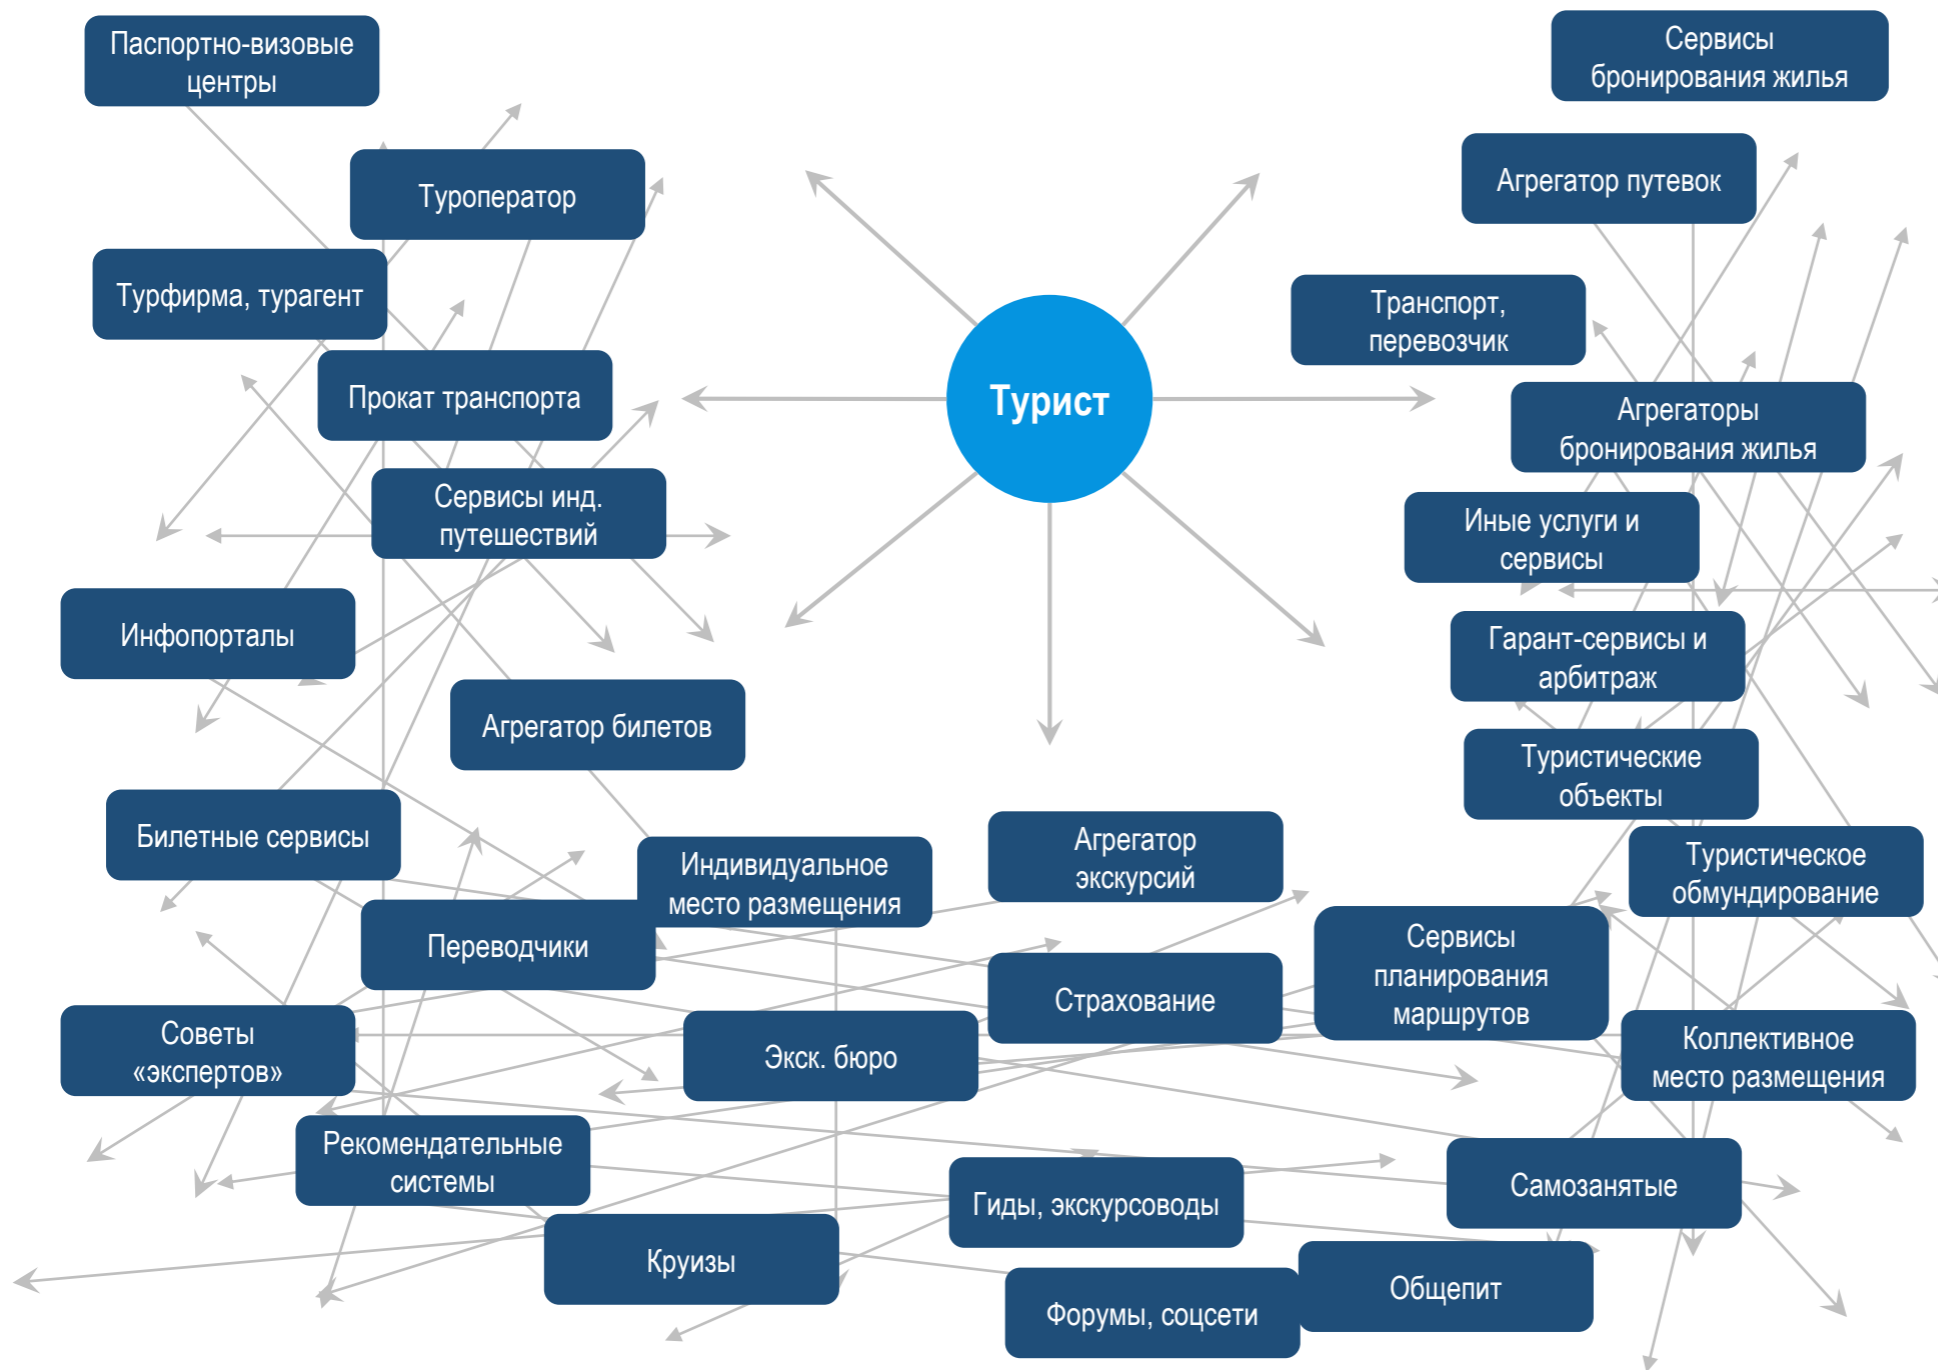 Паспортно-визовые
центры
Сервисы
бронирования жилья
Туроператор
Агрегатор путевок
Турфирма, турагент
Транспорт,
перевозчик
Прокат транспорта
Турист
Агрегаторы
бронирования жилья
Сервисы инд.
путешествий
Иные услуги и
сервисы
Инфопорталы
Гарант-сервисы и
арбитраж
Агрегатор билетов
Туристические
объекты
Билетные сервисы
Индивидуальное
место размещения
Агрегатор
экскурсий
Туристическое
обмундирование
Переводчики
Страхование
Сервисы
планирования
маршрутов
Советы
«экспертов»
Экск. бюро
Коллективное
место размещения
Рекомендательные
системы
Гиды, экскурсоводы
Самозанятые
Круизы
Форумы, соцсети
Общепит